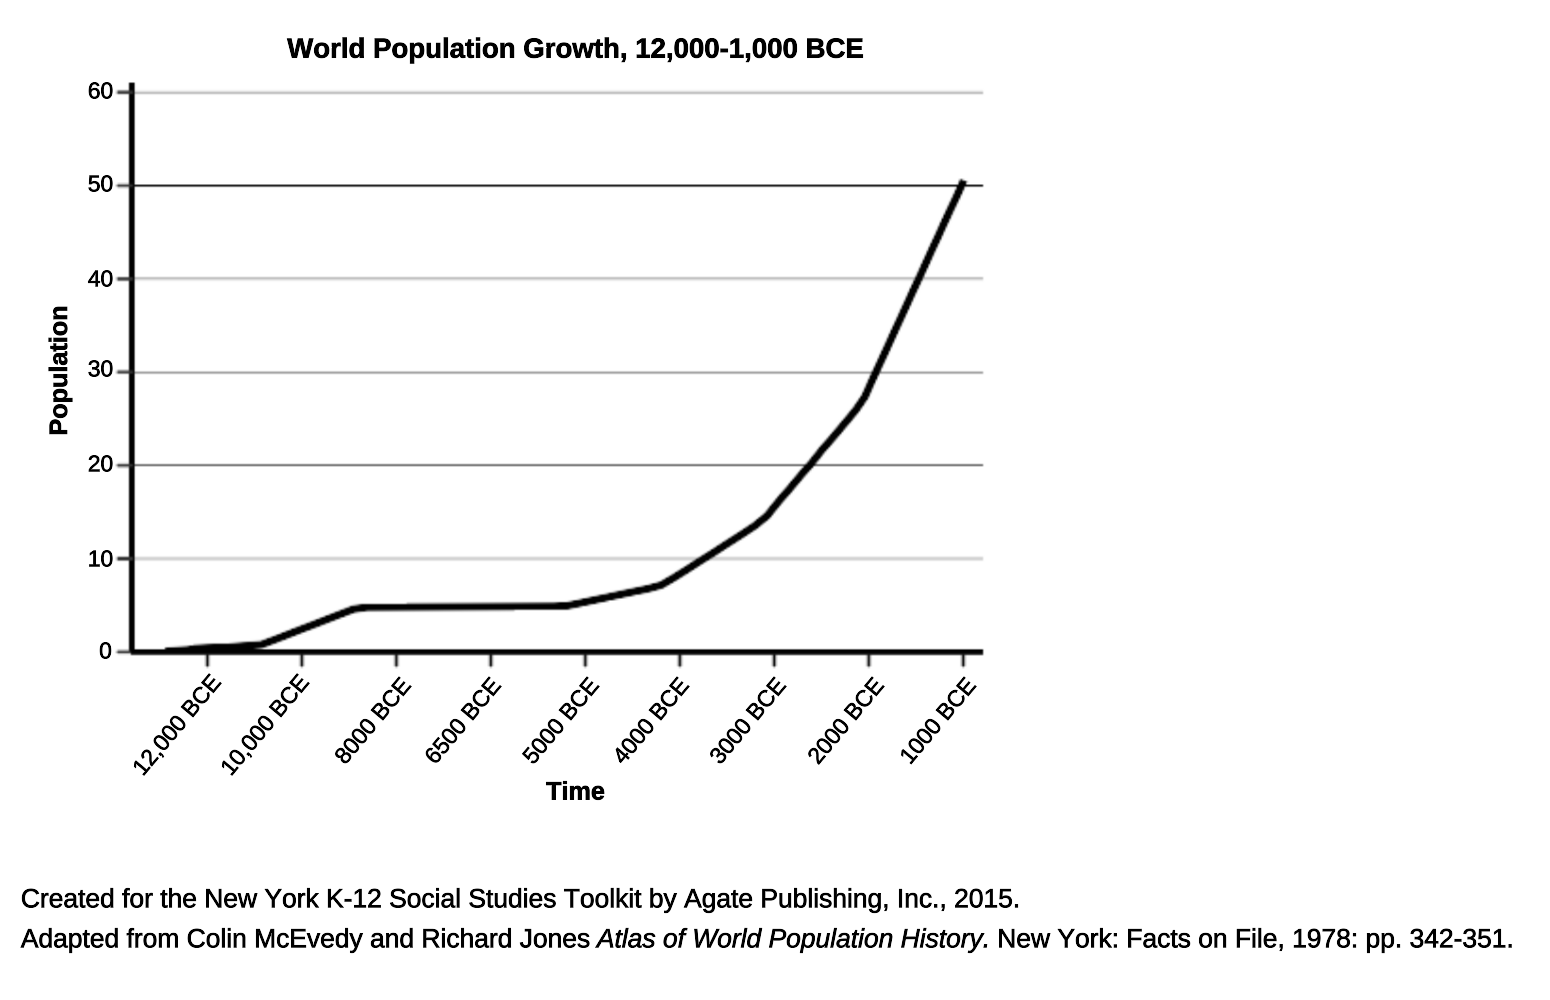 World Population Growth, 12,000-1,000 BCE
60
50
40
30
20
10
0
Population
12,000 BCE
10,000 BCE
8000 BCE
6500 BCE
5000 BCE
4000 BCE
3000 BCE
2000 BCE
1000 BCE
Time
Created for the New York K-12 Social Studies Toolkit by Agate Publishing, Inc., 2015.
Adapted from Colin McEvedy and Richard Jones Atlas of World Population History. New York: Facts on File, 1978: pp. 342-351.